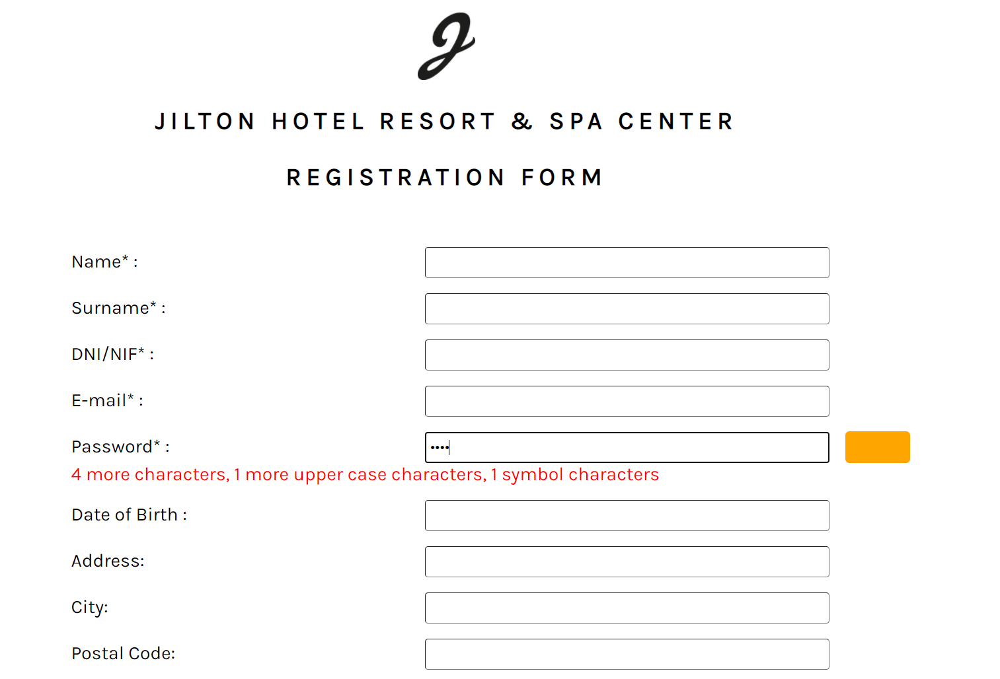 J
JILTON HOTEL RESORT & SPA CENTER
REGISTRATION FORM
Name* :
Surname* :
DNI/NIF* :
E-mail* :
Password* : ••••
4 more characters, 1 more upper case characters, 1 symbol characters
Date of Birth :
Address:
City:
Postal Code: